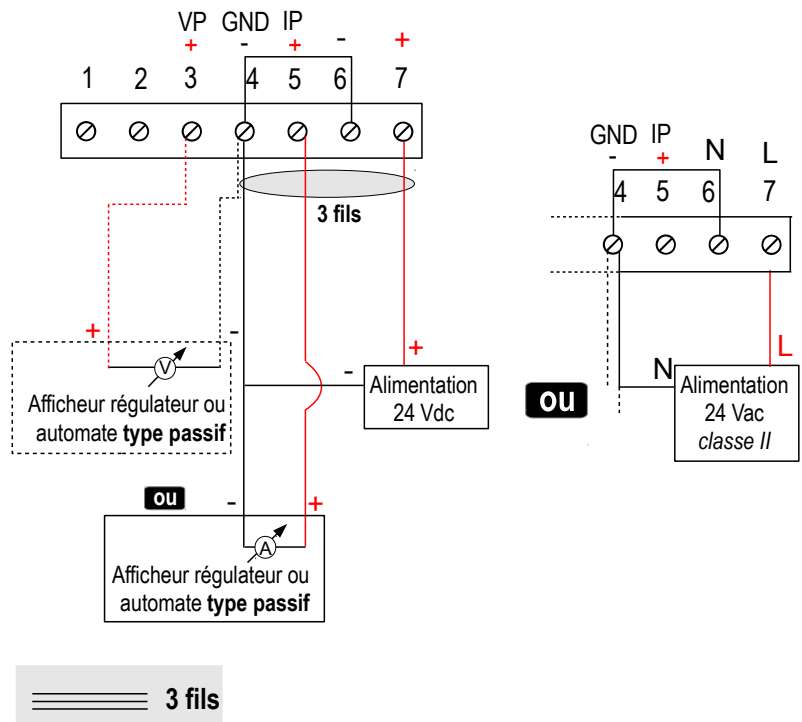 VP GND IP
+ - + - +
1 2 3 4 5 6 7
3 fils
+
-
-
+
V
Afficheur régulateur ou
automate type passif
Alimentation
24 Vdc
ou
-
+
A
Afficheur régulateur ou
automate type passif
3 fils
GND IP N L
- +
4 5 6 7
ou
N
L
Alimentation
24 Vac
classe II